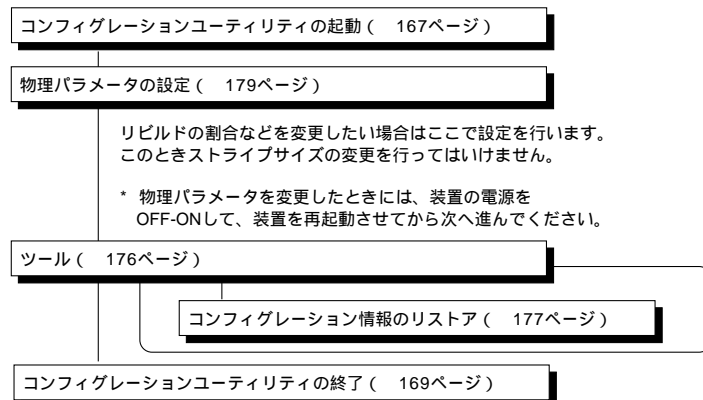 コンフィグレーションユーティリティの起動(　167ページ)
物理パラメータの設定(　179ページ)
リビルドの割合などを変更したい場合はここで設定を行います。
このときストライプサイズの変更を行ってはいけません。
* 物理パラメータを変更したときには、装置の電源を
OFF-ONして、装置を再起動させてから次へ進んでください。
ツール(　176ページ)
コンフィグレーション情報のリストア(　177ページ)
コンフィグレーションユーティリティの終了(　169ページ)